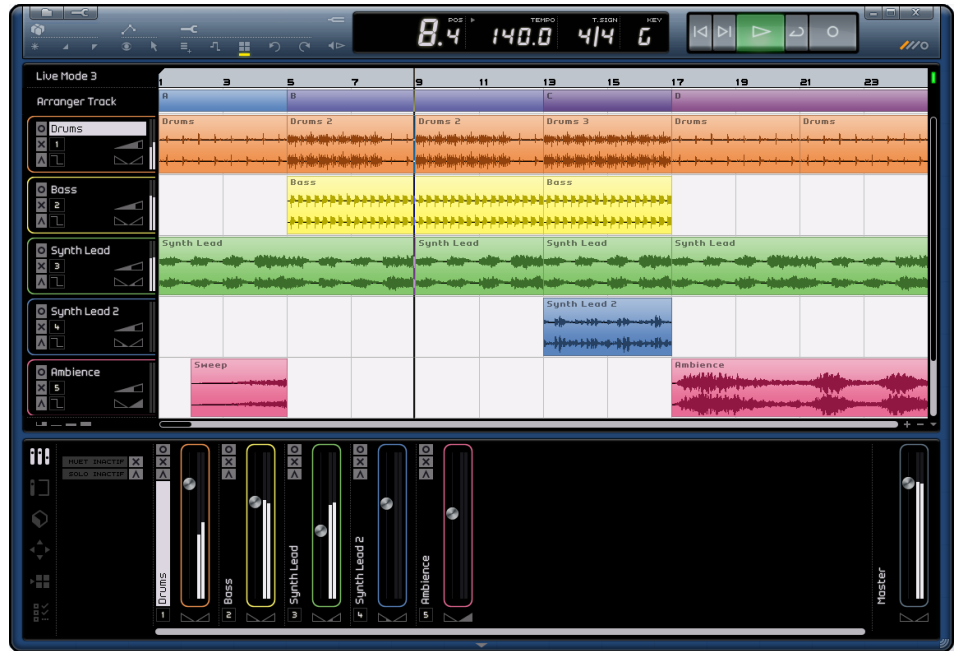 POS TEMPO T.SIGN KEY
8.4 140.0 4|4 G
Live Mode 3
1 3 5 7 9 11 13 15 17 19 21 23
Arranger Track
A B C D
Drums
1
Drums Drums 2 Drums 2 Drums 3 Drums Drums
Bass
2
Bass Bass
Synth Lead
3
Synth Lead Synth Lead Synth Lead Synth Lead
Synth Lead 2
4
Synth Lead 2
Ambience
5
Sweep Ambience
MUET INACTIF
SOLO INACTIF
Drums
Bass
Synth Lead
Synth Lead 2
Ambience
Master
1 2 3 4 5